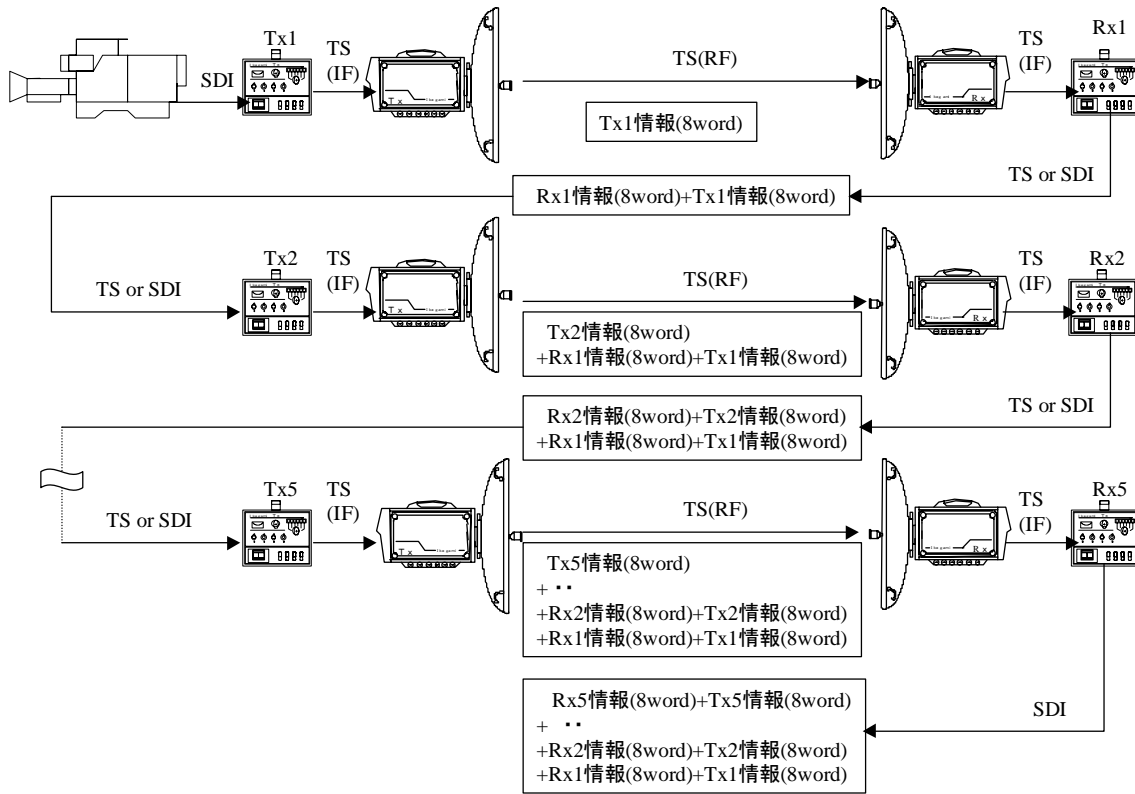 Tx1
TS
(IF)
SDI
TS(RF)
Tx1情報(8word)
TS
(IF)
Rx1
Tx
Rx
TS or SDI
Rx1情報(8word)+Tx1情報(8word)
TS or SDI
Tx2
TS
(IF)
TS(RF)
TS
(IF)
Rx2
Tx
Rx
Tx2情報(8word)
+Rx1情報(8word)+Tx1情報(8word)
TS or SDI
Rx2情報(8word)+Tx2情報(8word)
+Rx1情報(8word)+Tx1情報(8word)
TS or SDI
Tx5
TS
(IF)
TS(RF)
TS
(IF)
Rx5
Tx
Rx
Tx5情報(8word)
+ ・・
+Rx2情報(8word)+Tx2情報(8word)
+Rx1情報(8word)+Tx1情報(8word)
SDI
Rx5情報(8word)+Tx5情報(8word)
+ ・・
+Rx2情報(8word)+Tx2情報(8word)
+Rx1情報(8word)+Tx1情報(8word)